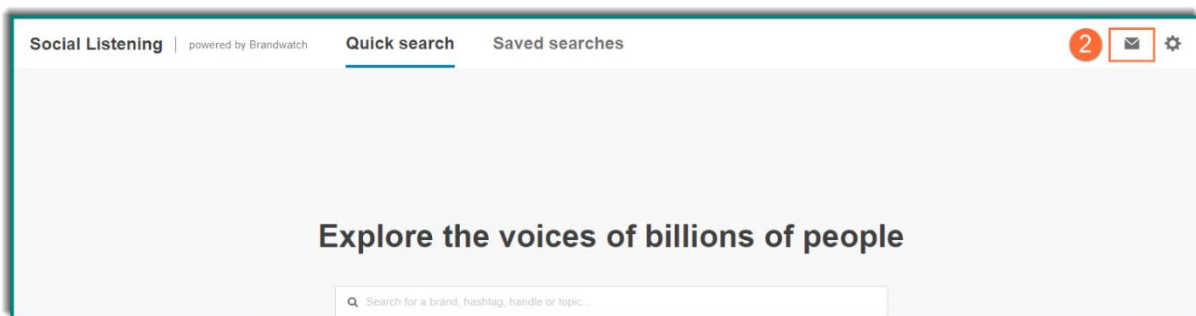 Social Listening | powered by Brandwatch Quick search Saved searches 2
Explore the voices of billions of people
Search for a brand, hashtag, handle or topic...